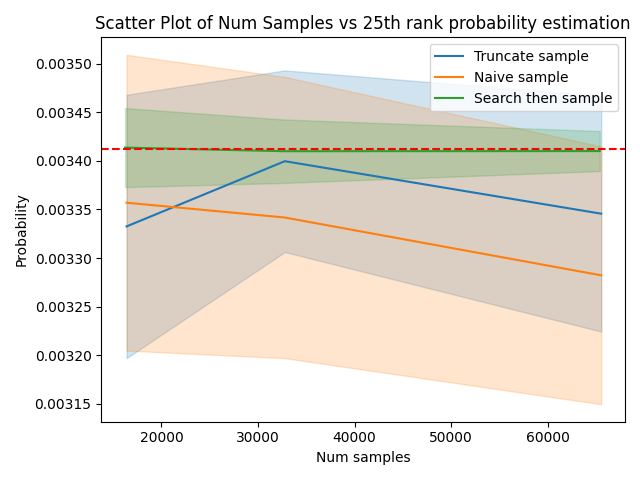 Scatter Plot of Num Samples vs 25th rank probability estimation
Truncate sample
Naive sample
Search then sample
Probability
0.00350
0.00345
0.00340
0.00335
0.00330
0.00325
0.00320
0.00315
20000 30000 40000 50000 60000
Num samples